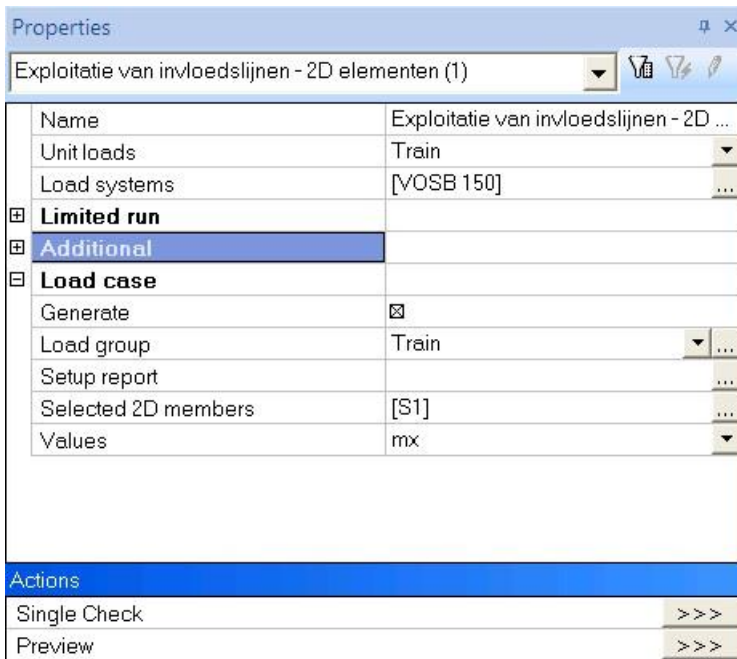 Properties
Exploitatie van invloedslijnen - 2D elementen (1)
Name Exploitatie van invloedslijnen - 2D ...
Unit loads Train
Load systems [VOSB 150] ...
Limited run
Additional
Load case
Generate
Load group Train ...
Setup report ...
Selected 2D members [S1] ...
Values mx
Actions
Single Check >>>
Preview >>>